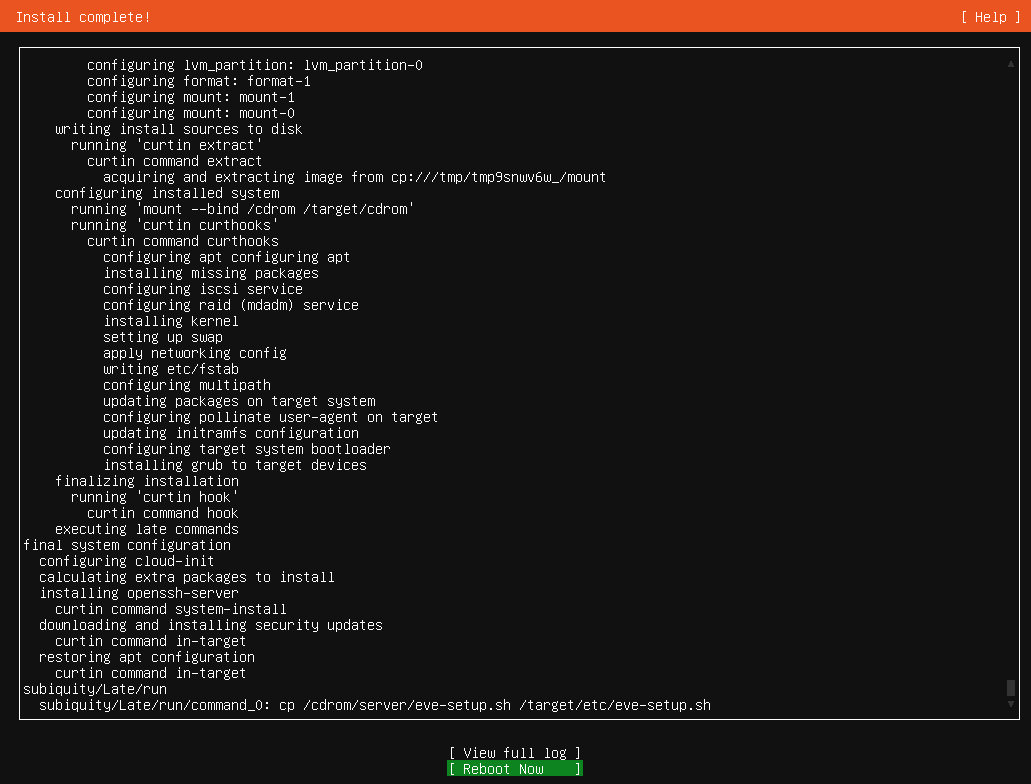 Install complete!
[ Help ]
configuring lvm_partition: lvm_partition-0
configuring format: format-1
configuring mount: mount-1
configuring mount: mount-0
writing install sources to disk
running 'curtin extract'
curtin command extract
acquiring and extracting image from cp:///tmp/tmp9snwv6w_/mount
configuring installed system
running 'mount --bind /cdrom /target/cdrom'
running 'curtin curthooks'
curtin command curthooks
configuring apt configuring apt
installing missing packages
configuring iscsi service
configuring raid (mdadm) service
installing kernel
setting up swap
apply networking config
writing etc/fstab
configuring multipath
updating packages on target system
configuring pollinate user-agent on target
updating initramfs configuration
configuring target system bootloader
installing grub to target devices
finalizing installation
running 'curtin hook'
curtin command hook
executing late commands
final system configuration
configuring cloud-init
calculating extra packages to install
installing openssh-server
curtin command system-install
downloading and installing security updates
curtin command in-target
restoring apt configuration
curtin command in-target
subiquity/Late/run
subiquity/Late/run/command_0: cp /cdrom/server/eve-setup.sh /target/etc/eve-setup.sh
[ View full log ]
[ Reboot Now ]